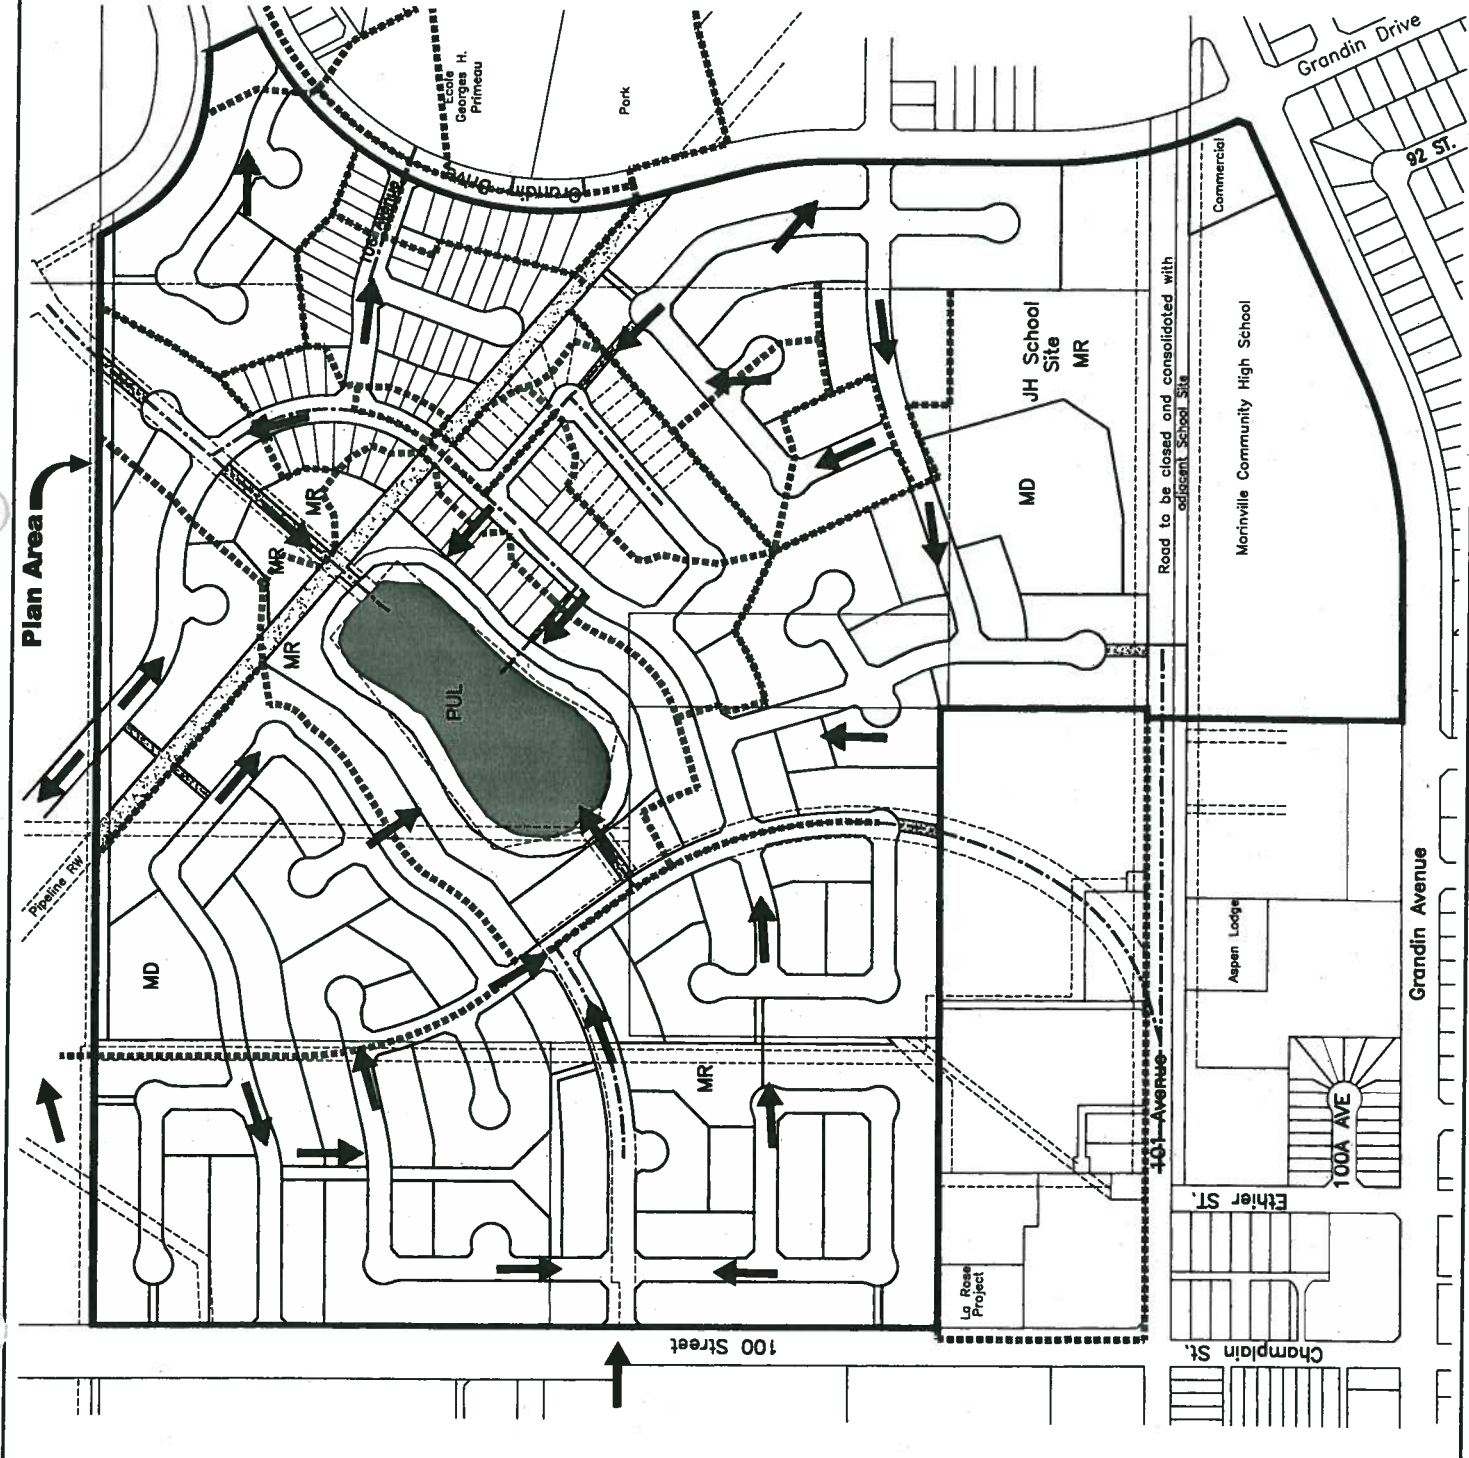 Grandin Drive
Ecole
Georges H.
Primeau
Park
92 ST.
Commercial
Grandin Drive
106 Avenue
Plan Area
JH School
Site
MR
Road to be closed and consolidated with
adjacent School Site
Morinville Community High School
MR
MD
MR
MR
PUL
Pipeline RW
MD
Aspen Lodge
Grandin Avenue
MR
101 Avenue
100A AVE
Ethier ST.
La Rose
Project
100 Street
Champlain St.